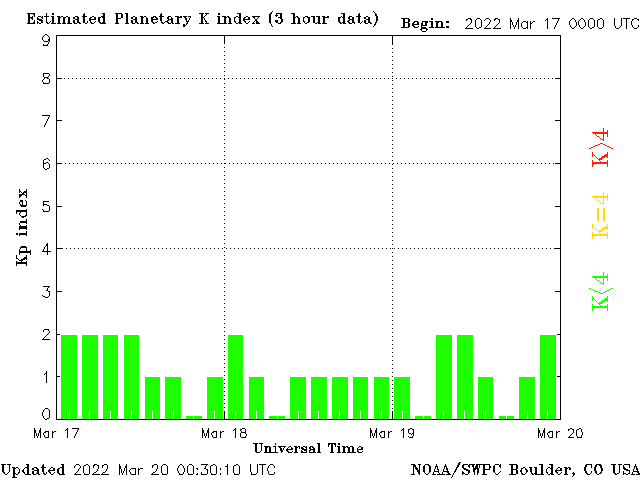 Estimated Planetary K index (3 hour data) Begin: 2022 Mar 17 0000 UTC
9
8
7
6
5
4
3
2
1
0
Kp index
K>4
K=4
K<4
Mar 17 Mar 18 Mar 19 Mar 20
Universal Time
Updated 2022 Mar 20 00:30:10 UTC NOAA/SWPC Boulder, CO USA